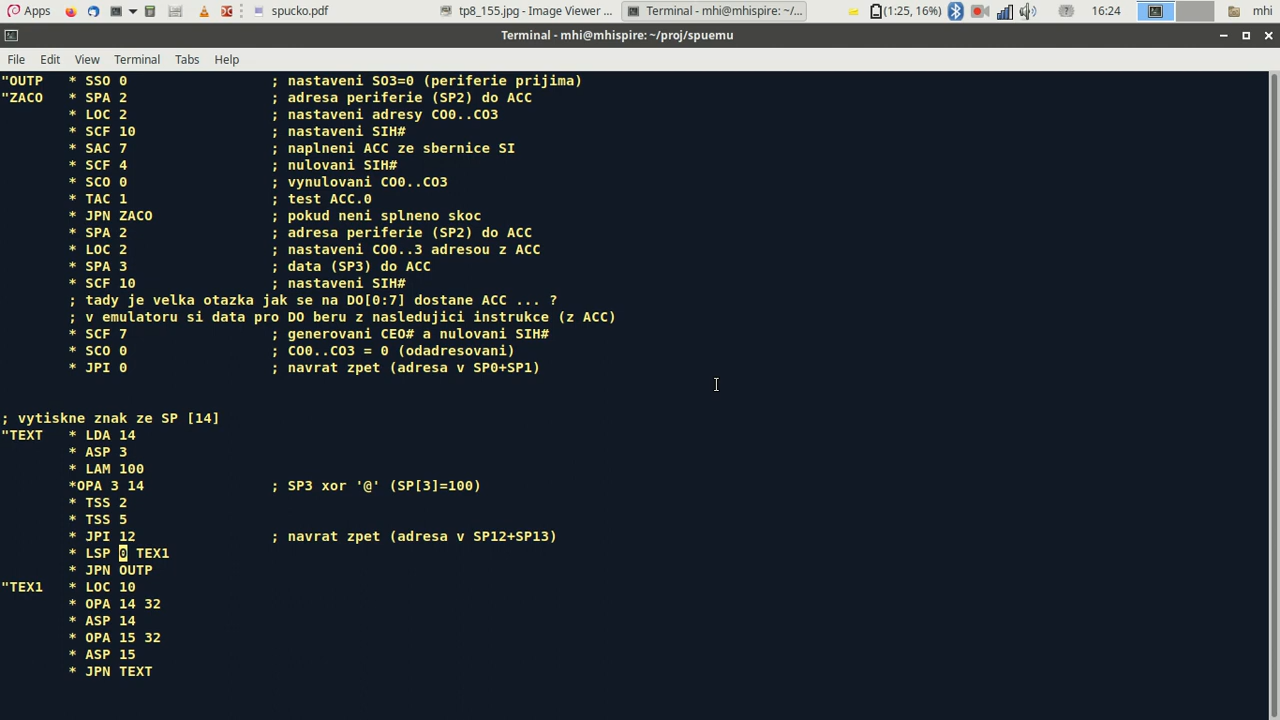 Apps spucko.pdf tp8_155.jpg - Image Viewer ... Terminal - mhi@mhispire: ~/... (1:25, 16%) 16:24 mhi
Terminal - mhi@mhispire: ~/proj/spuemu
File Edit View Terminal Tabs Help
"OUTP * SSO 0 ; nastaveni SO3=0 (periferie prijima)
"ZACO * SPA 2 ; adresa periferie (SP2) do ACC
* LOC 2 ; nastaveni adresy CO0..CO3
* SCF 10 ; nastaveni SIH#
* SAC 7 ; naplneni ACC ze sbernice SI
* SCF 4 ; nulovani SIH#
* SCO 0 ; vynulovani CO0..CO3
* TAC 1 ; test ACC.0
* JPN ZACO ; pokud neni splneno skoc
* SPA 2 ; adresa periferie (SP2) do ACC
* LOC 2 ; nastaveni CO0..3 adresou z ACC
* SPA 3 ; data (SP3) do ACC
* SCF 10 ; nastaveni SIH#
; tady je velka otazka jak se na DO[0:7] dostane ACC ... ?
; v emulatoru si data pro DO beru z nasledujici instrukce (z ACC)
* SCF 7 ; generovani CEO# a nulovani SIH#
* SCO 0 ; CO0..CO3 = 0 (odadresovani)
* JPI 0 ; navrat zpet (adresa v SP0+SP1)
; vytiskne znak ze SP [14]
"TEXT * LDA 14
* ASP 3
* LAM 100
*OPA 3 14 ; SP3 xor '@' (SP[3]=100)
* TSS 2
* TSS 5
* JPI 12 ; navrat zpet (adresa v SP12+SP13)
* LSP 0 TEX1
* JPN OUTP
"TEX1 * LOC 10
* OPA 14 32
* ASP 14
* OPA 15 32
* ASP 15
* JPN TEXT